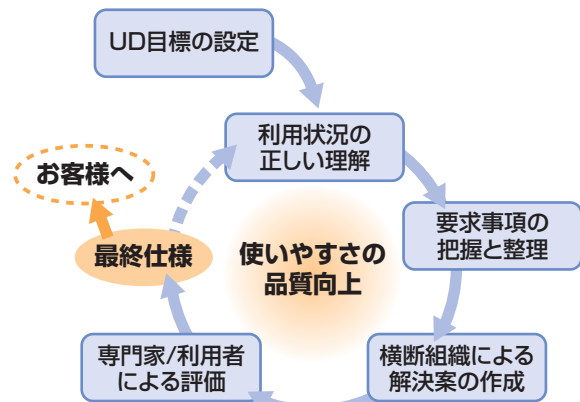 UD目標の設定
利用状況の
正しい理解
お客様へ
要求事項の
把握と整理
最終仕様
使いやすさの
品質向上
専門家/利用者
による評価
横断組織による
解決案の作成